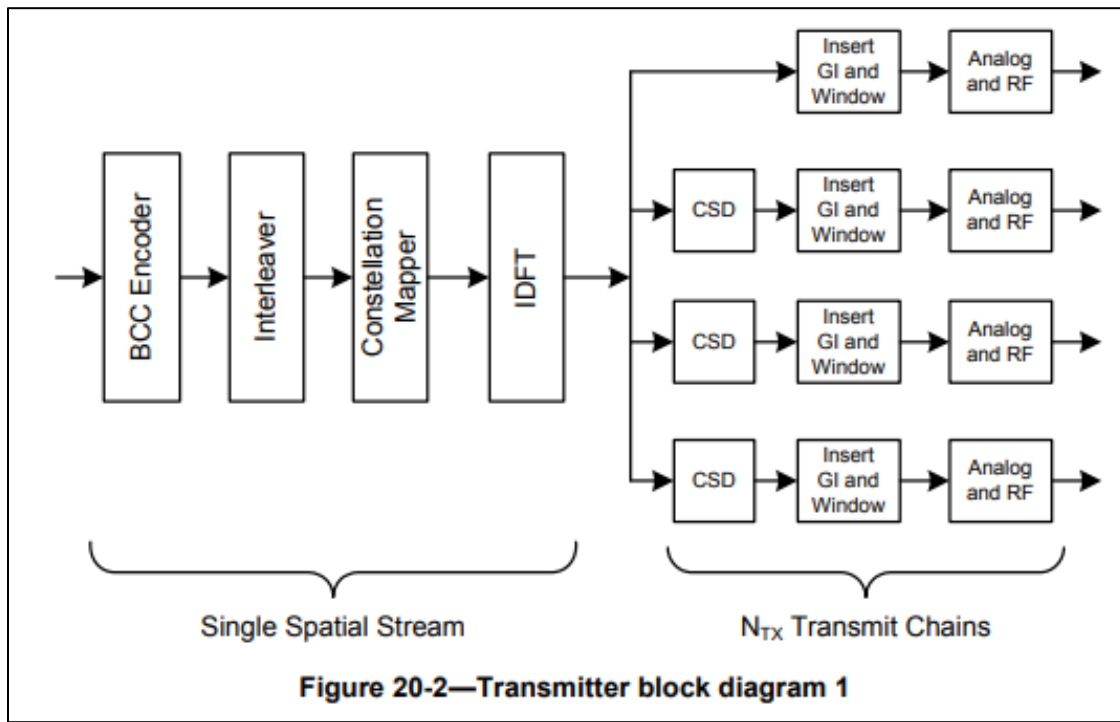 BCC Encoder
Interleaver
Constellation
Mapper
IDFT
Insert
GI and
Window
Analog
and RF
CSD
Insert
GI and
Window
Analog
and RF
CSD
Insert
GI and
Window
Analog
and RF
CSD
Insert
GI and
Window
Analog
and RF
Single Spatial Stream
N_TX Transmit Chains
Figure 20-2—Transmitter block diagram 1